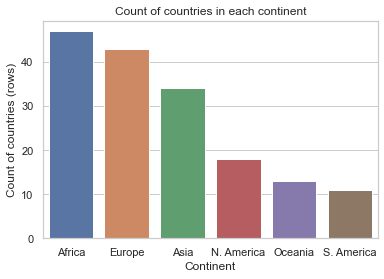 Count of countries in each continent
Count of countries (rows)
40
30
20
10
0
Africa Europe Asia N. America Oceania S. America
Continent